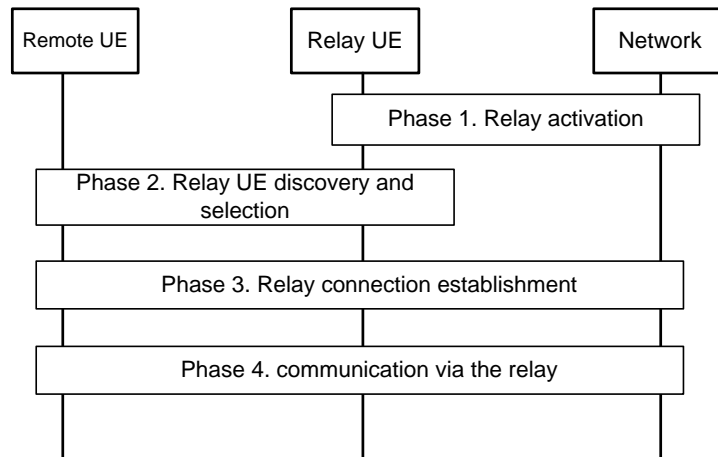 Remote UE
Relay UE
Network
Phase 1. Relay activation
Phase 2. Relay UE discovery and
selection
Phase 3. Relay connection establishment
Phase 4. communication via the relay